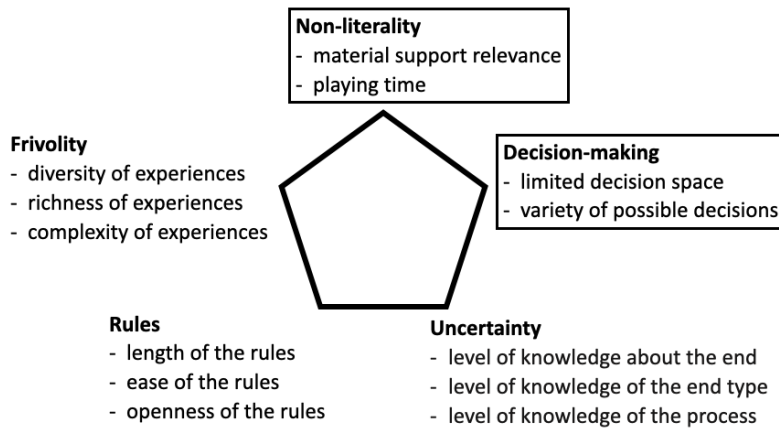 Non-literality
- material support relevance
- playing time
Frivolity
- diversity of experiences
- richness of experiences
- complexity of experiences
Decision-making
- limited decision space
- variety of possible decisions
Rules
- length of the rules
- ease of the rules
- openness of the rules
Uncertainty
- level of knowledge about the end
- level of knowledge of the end type
- level of knowledge of the process